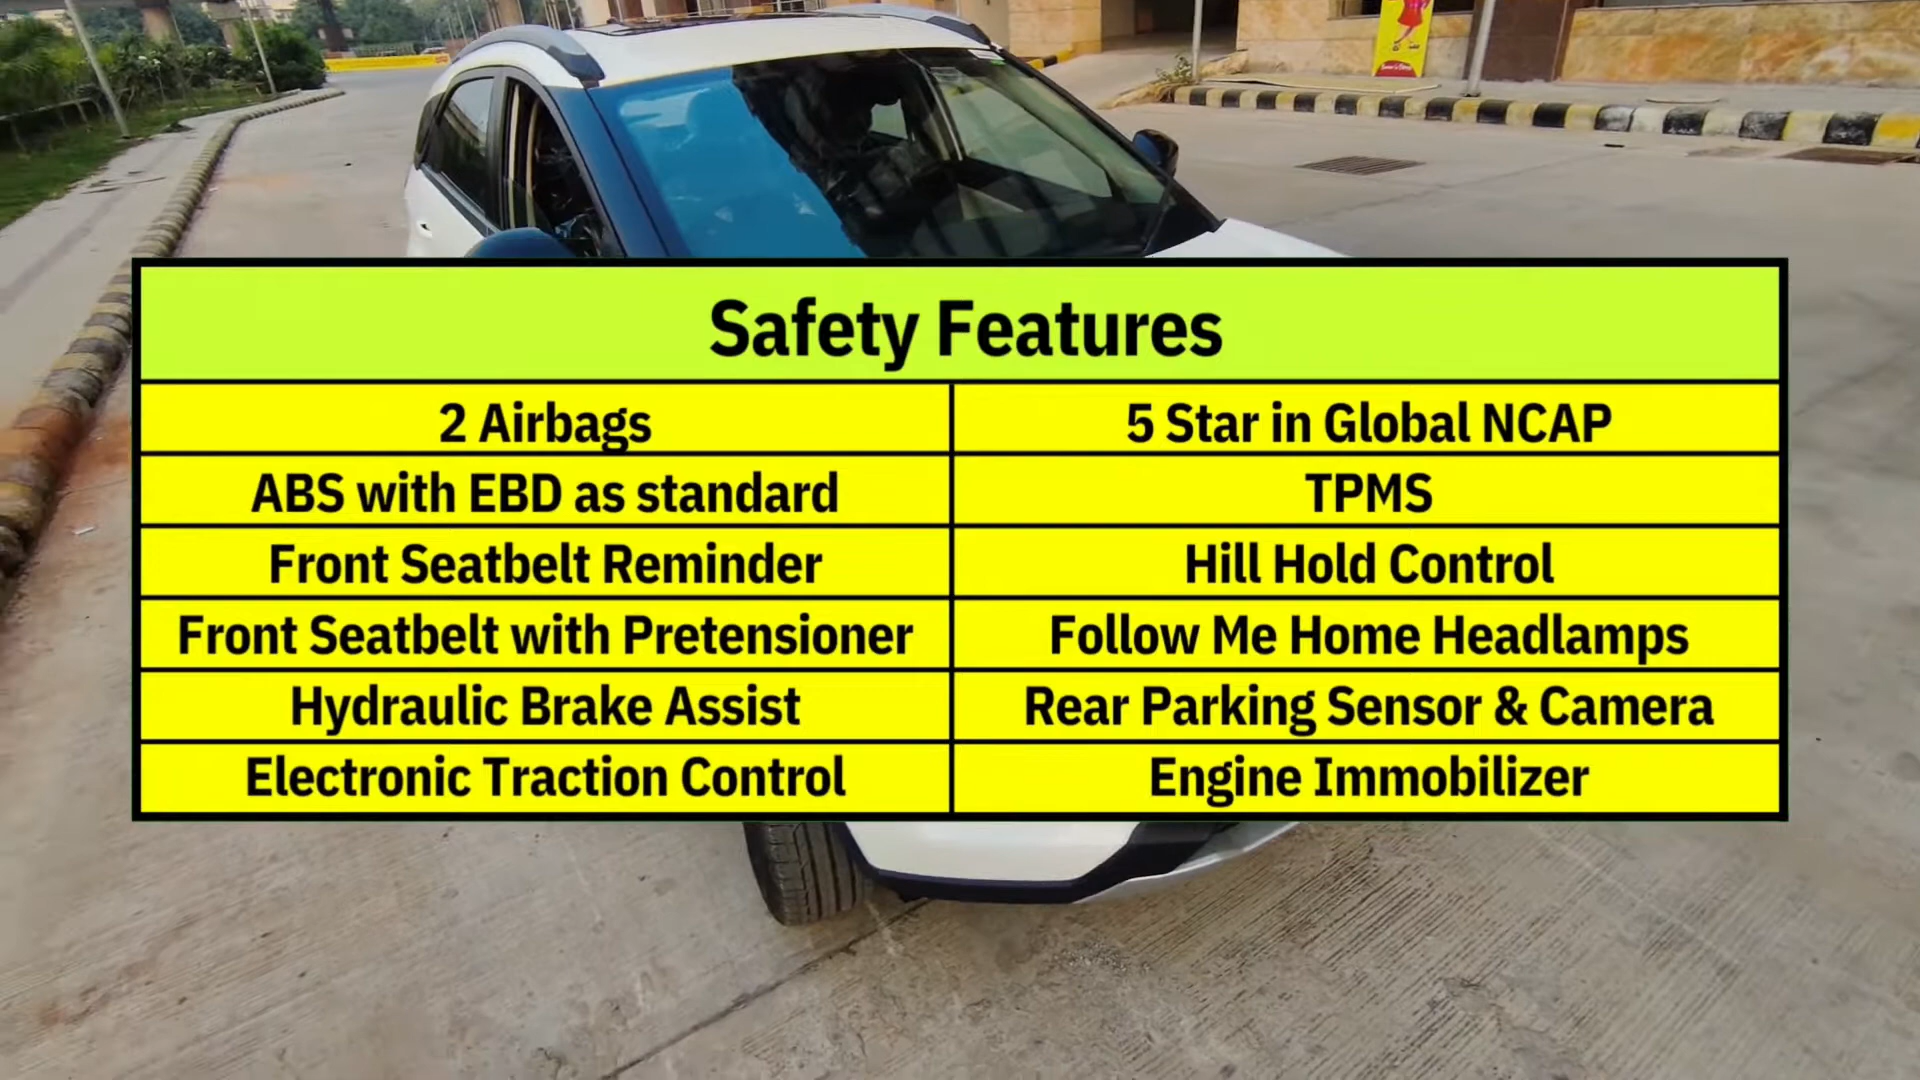 Safety Features
2 Airbags
5 Star in Global NCAP
ABS with EBD as standard
TPMS
Front Seatbelt Reminder
Hill Hold Control
Front Seatbelt with Pretensioner
Follow Me Home Headlamps
Hydraulic Brake Assist
Rear Parking Sensor & Camera
Electronic Traction Control
Engine Immobilizer